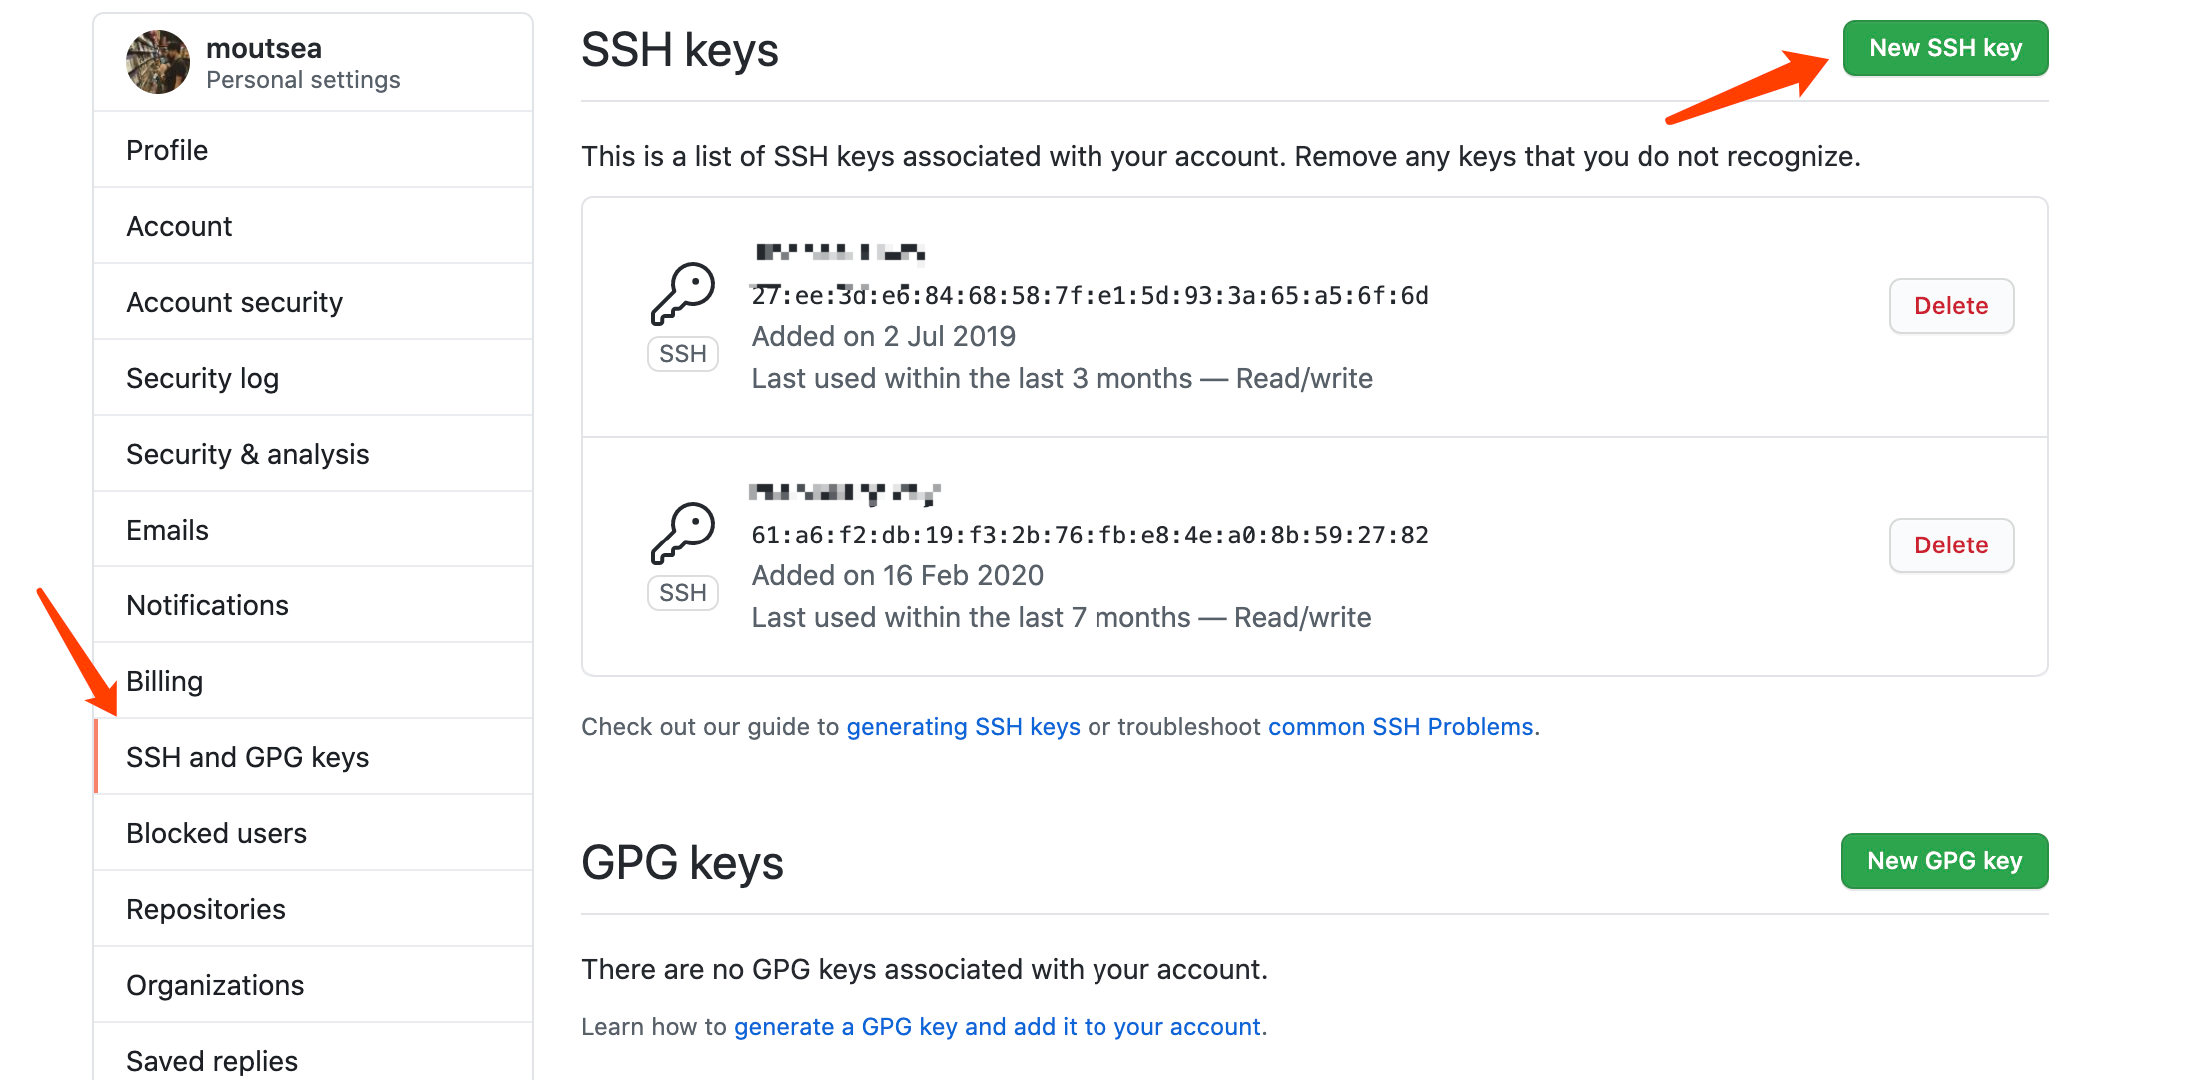 moutsea
Personal settings
Profile
Account
Account security
Security log
Security & analysis
Emails
Notifications
Billing
SSH and GPG keys
Blocked users
Repositories
Organizations
Saved replies
SSH keys
New SSH key
This is a list of SSH keys associated with your account. Remove any keys that you do not recognize.
SSH
27:ee:3d:e6:84:68:58:7f:e1:5d:93:3a:65:a5:6f:6d
Added on 2 Jul 2019
Last used within the last 3 months — Read/write
Delete
SSH
61:a6:f2:db:19:f3:2b:76:fb:e8:4e:a0:8b:59:27:82
Added on 16 Feb 2020
Last used within the last 7 months — Read/write
Delete
Check out our guide to generating SSH keys or troubleshoot common SSH Problems.
GPG keys
New GPG key
There are no GPG keys associated with your account.
Learn how to generate a GPG key and add it to your account.